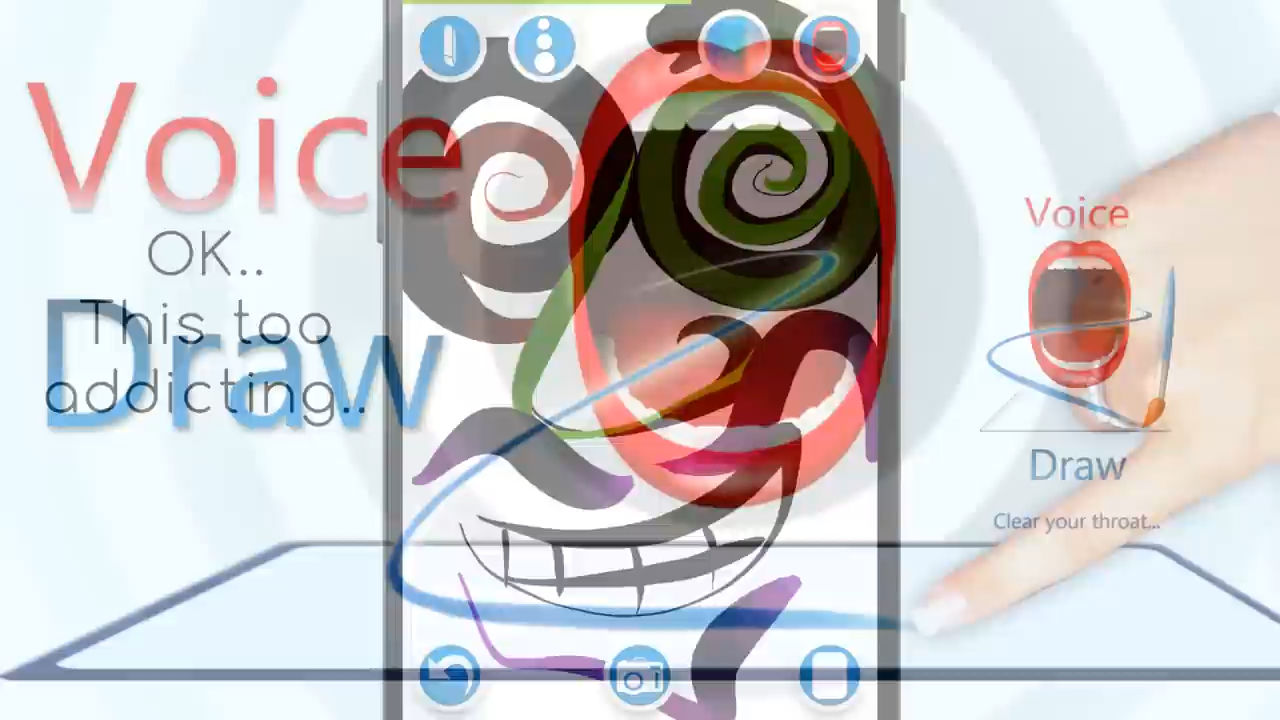 Voice
Draw
OK..
This too
addicting..
Voice
Draw
Clear your throat...